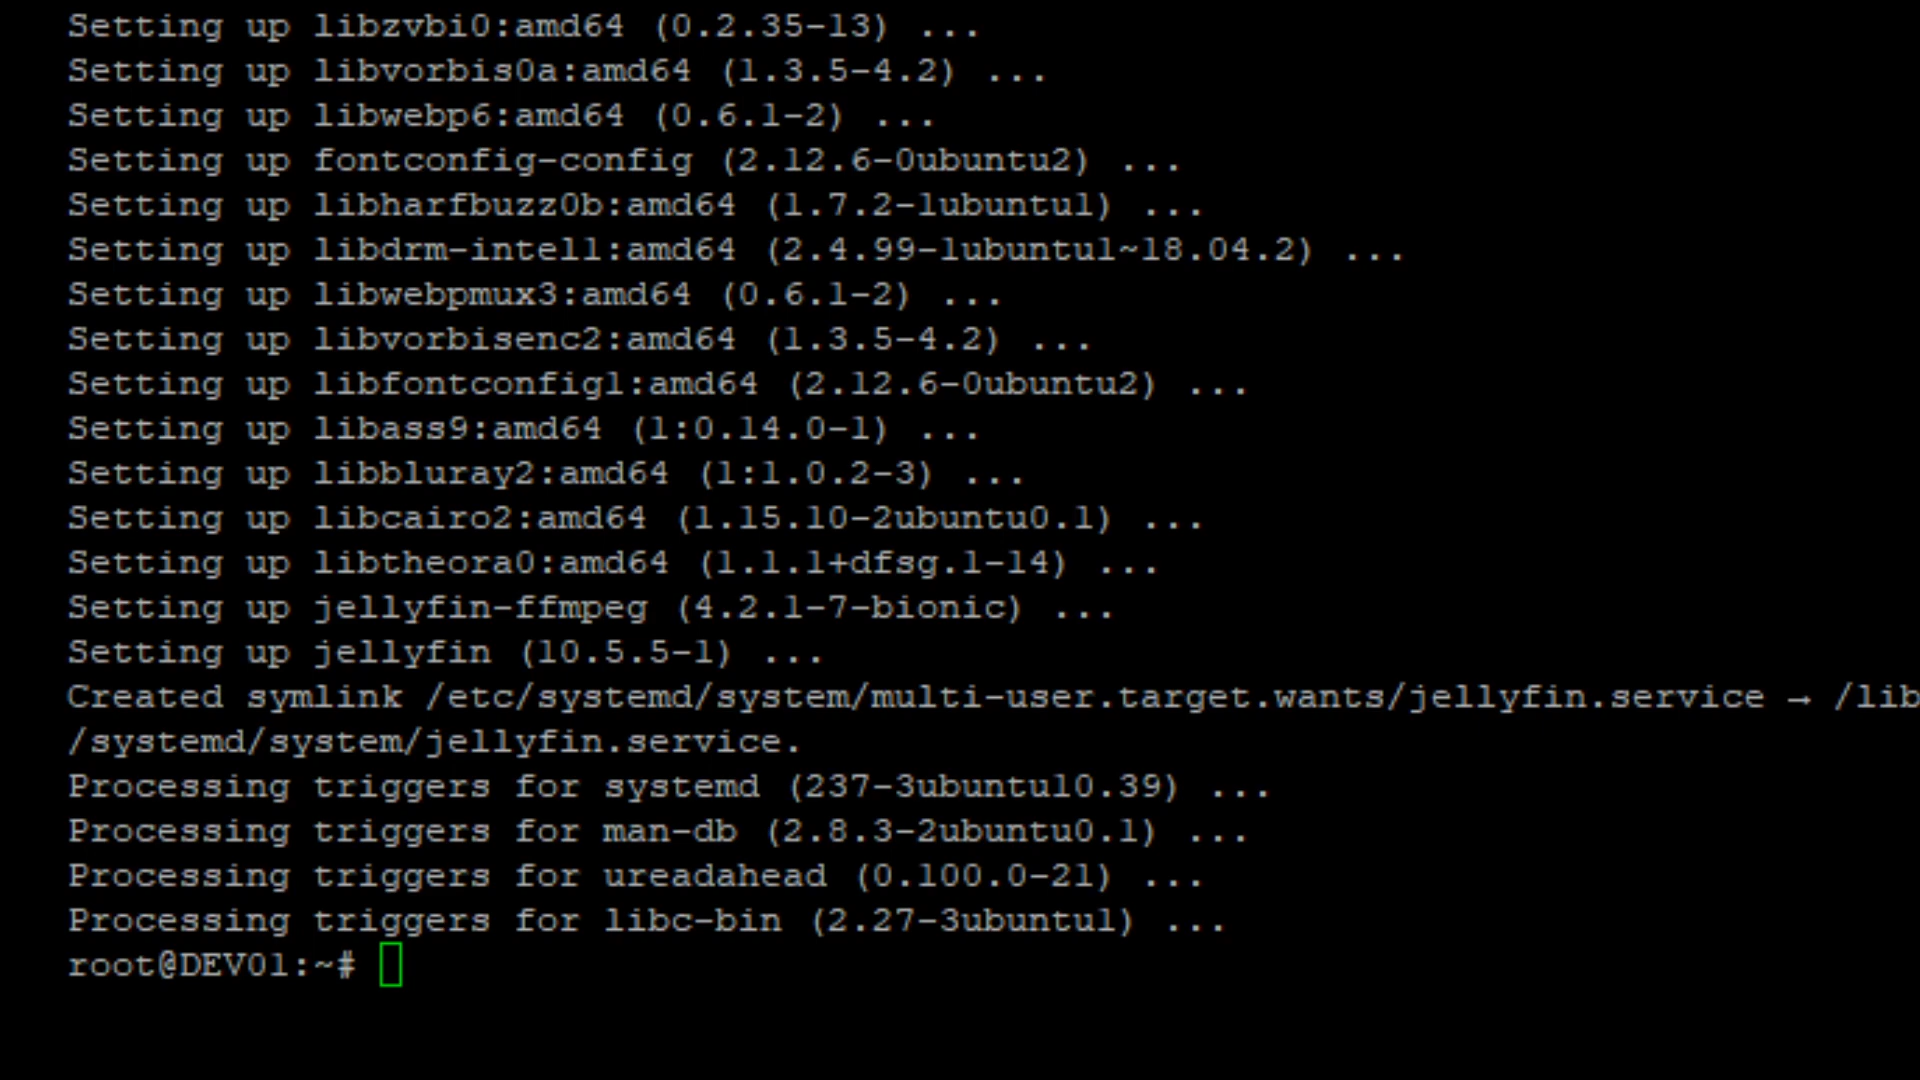 Setting up libzvbi0:amd64 (0.2.35-13) ...
Setting up libvorbis0a:amd64 (1.3.5-4.2) ...
Setting up libwebp6:amd64 (0.6.1-2) ...
Setting up fontconfig-config (2.12.6-0ubuntu2) ...
Setting up libharfbuzz0b:amd64 (1.7.2-1ubuntu1) ...
Setting up libdrm-intel1:amd64 (2.4.99-1ubuntu1~18.04.2) ...
Setting up libwebpmux3:amd64 (0.6.1-2) ...
Setting up libvorbisenc2:amd64 (1.3.5-4.2) ...
Setting up libfontconfig1:amd64 (2.12.6-0ubuntu2) ...
Setting up libass9:amd64 (1:0.14.0-1) ...
Setting up libbluray2:amd64 (1:1.0.2-3) ...
Setting up libcairo2:amd64 (1.15.10-2ubuntu0.1) ...
Setting up libtheora0:amd64 (1.1.1+dfsg.1-14) ...
Setting up jellyfin-ffmpeg (4.2.1-7-bionic) ...
Setting up jellyfin (10.5.5-1) ...
Created symlink /etc/systemd/system/multi-user.target.wants/jellyfin.service → /lib
/systemd/system/jellyfin.service.
Processing triggers for systemd (237-3ubuntu10.39) ...
Processing triggers for man-db (2.8.3-2ubuntu0.1) ...
Processing triggers for ureadahead (0.100.0-21) ...
Processing triggers for libc-bin (2.27-3ubuntu1) ...
root@DEV01:~#